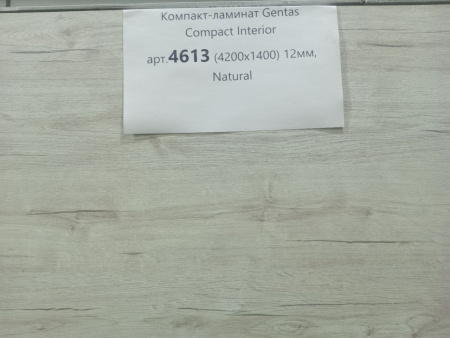 Компакт-ламинат Gentas
Compact Interior
арт.4613 (4200x1400) 12мм,
Natural